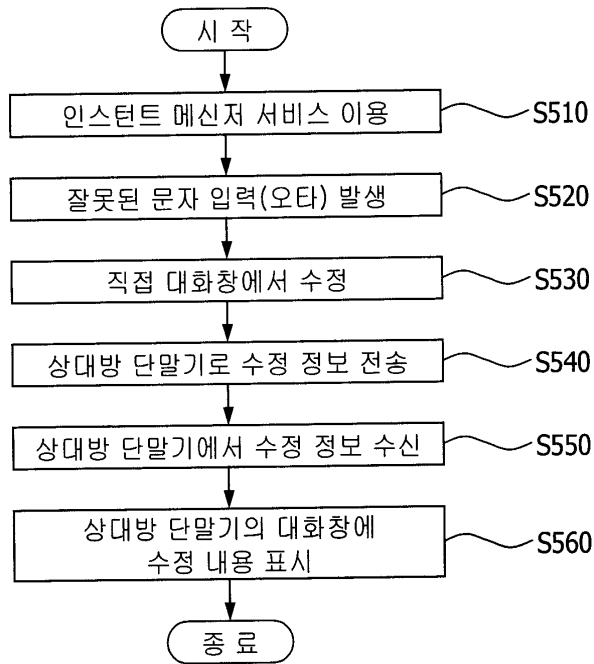 시 작
인스턴트 메신저 서비스 이용
S510
잘못된 문자 입력(오타) 발생
S520
직접 대화창에서 수정
S530
상대방 단말기로 수정 정보 전송
S540
상대방 단말기에서 수정 정보 수신
S550
상대방 단말기의 대화창에
수정 내용 표시
S560
종 료